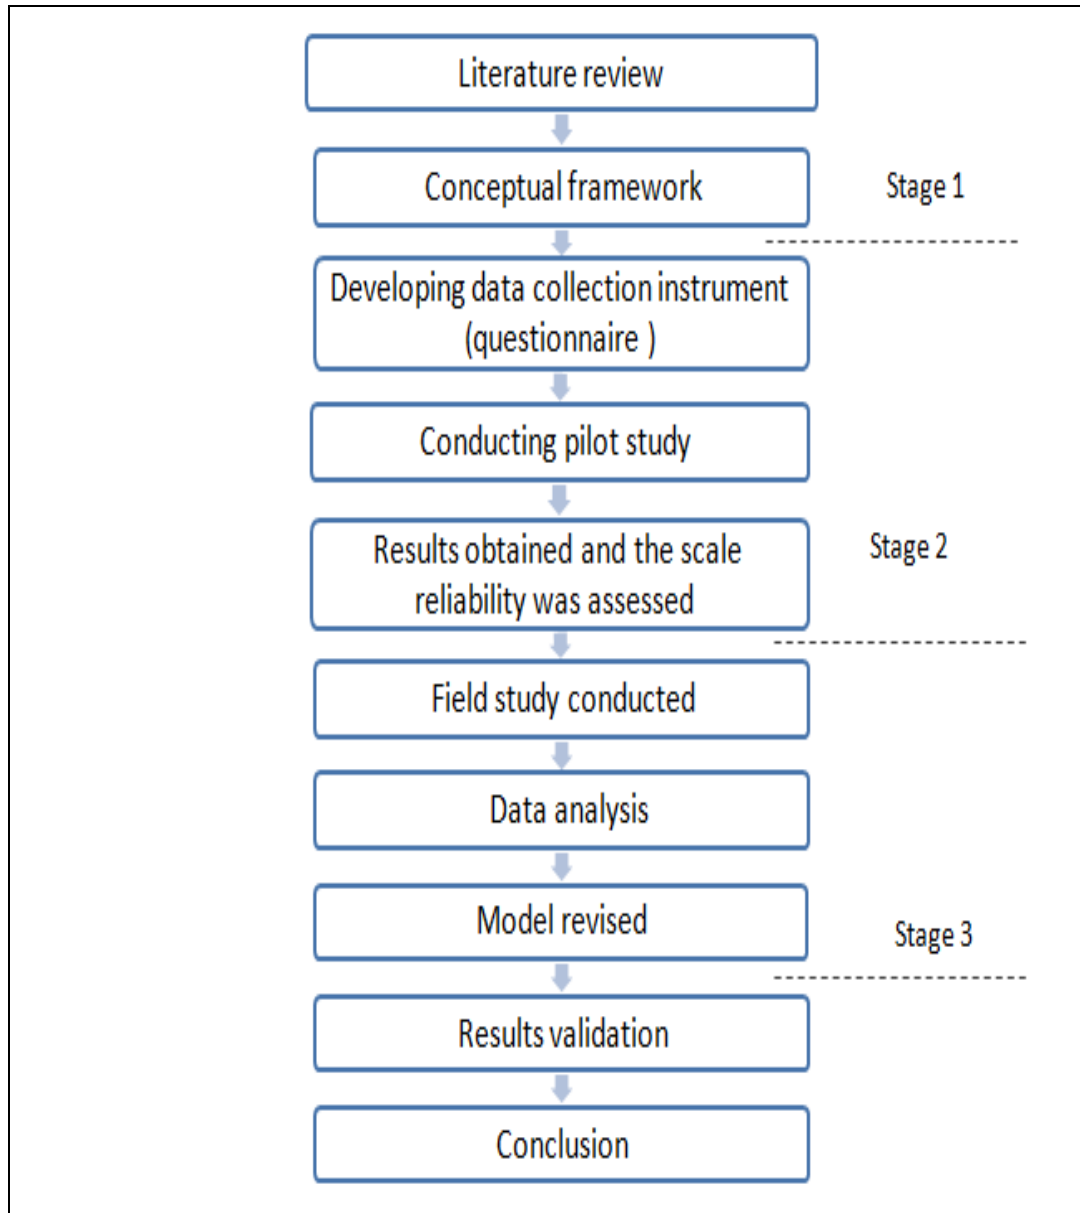 Literature review
Conceptual framework
Stage 1
Developing data collection instrument
(questionnaire )
Conducting pilot study
Results obtained and the scale
reliability was assessed
Stage 2
Field study conducted
Data analysis
Model revised
Stage 3
Results validation
Conclusion